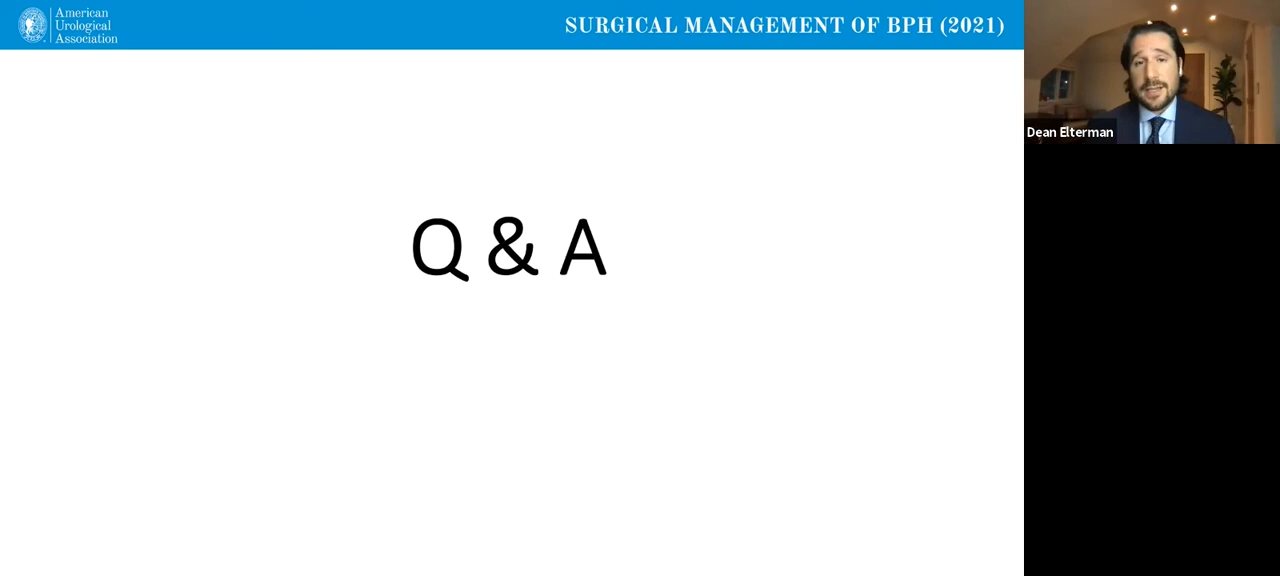 American
Urological
Association
SURGICAL MANAGEMENT OF BPH (2021)
Dean Elterman
Q & A